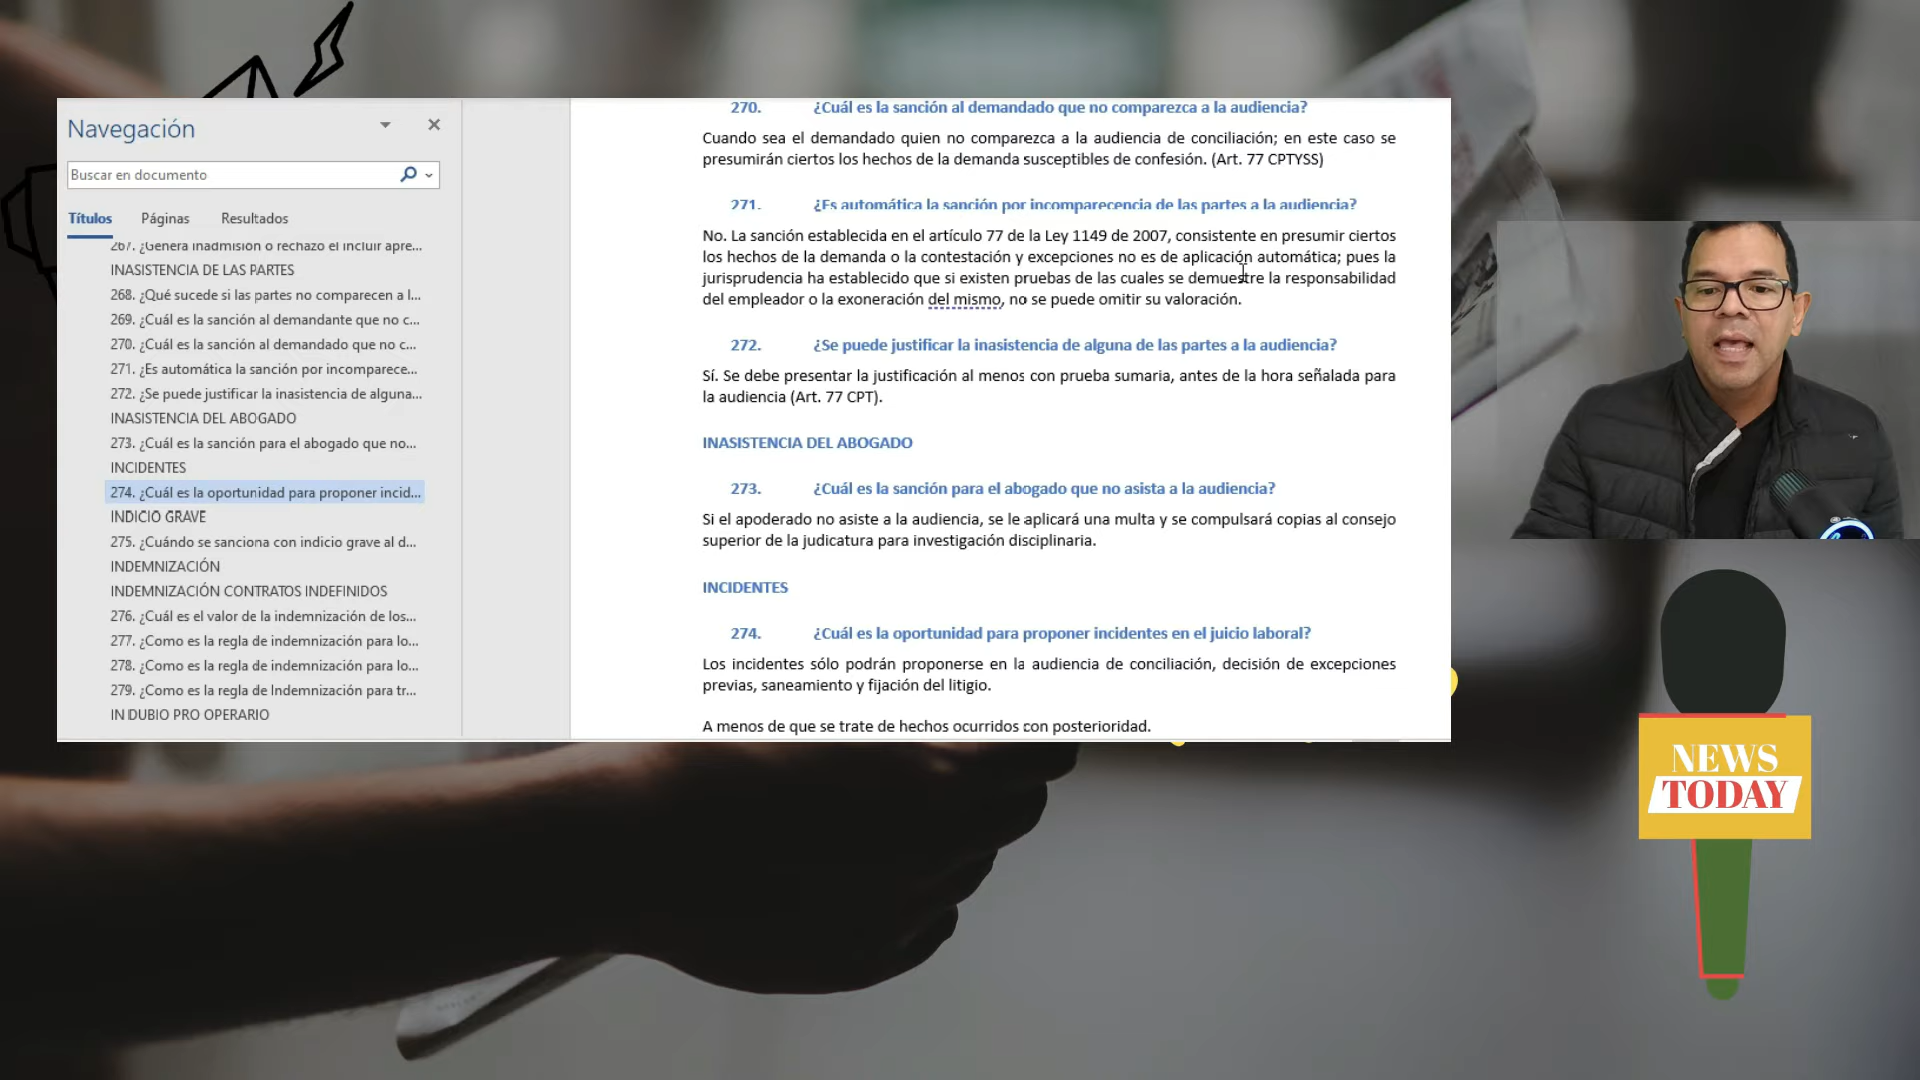 Navegación
Buscar en documento
Títulos Páginas Resultados
267. ¿Genera inadmisión o rechazo el incluir apre...
INASISTENCIA DE LAS PARTES
268. ¿Qué sucede si las partes no comparecen a l...
269. ¿Cuál es la sanción al demandante que no c...
270. ¿Cuál es la sanción al demandado que no c...
271. ¿Es automática la sanción por incomparece...
272. ¿Se puede justificar la inasistencia de alguna...
INASISTENCIA DEL ABOGADO
273. ¿Cuál es la sanción para el abogado que no...
INCIDENTES
274. ¿Cuál es la oportunidad para proponer incid...
INDICIO GRAVE
275. ¿Cuándo se sanciona con indicio grave al d...
INDEMNIZACIÓN
INDEMNIZACIÓN CONTRATOS INDEFINIDOS
276. ¿Cuál es el valor de la indemnización de los...
277. ¿Como es la regla de indemnización para lo...
278. ¿Como es la regla de indemnización para lo...
279. ¿Como es la regla de Indemnización para tr...
IN DUBIO PRO OPERARIO
270. ¿Cuál es la sanción al demandado que no comparezca a la audiencia?
Cuando sea el demandado quien no comparezca a la audiencia de conciliación; en este caso se
presumirán ciertos los hechos de la demanda susceptibles de confesión. (Art. 77 CPTYSS)
271. ¿Es automática la sanción por incomparecencia de las partes a la audiencia?
No. La sanción establecida en el artículo 77 de la Ley 1149 de 2007, consistente en presumir ciertos
los hechos de la demanda o la contestación y excepciones no es de aplicación automática; pues la
jurisprudencia ha establecido que si existen pruebas de las cuales se demuestre la responsabilidad
del empleador o la exoneración del mismo, no se puede omitir su valoración.
272. ¿Se puede justificar la inasistencia de alguna de las partes a la audiencia?
Sí. Se debe presentar la justificación al menos con prueba sumaria, antes de la hora señalada para
la audiencia (Art. 77 CPT).
INASISTENCIA DEL ABOGADO
273. ¿Cuál es la sanción para el abogado que no asista a la audiencia?
Si el apoderado no asiste a la audiencia, se le aplicará una multa y se compulsará copias al consejo
superior de la judicatura para investigación disciplinaria.
INCIDENTES
274. ¿Cuál es la oportunidad para proponer incidentes en el juicio laboral?
Los incidentes sólo podrán proponerse en la audiencia de conciliación, decisión de excepciones
previas, saneamiento y fijación del litigio.
A menos de que se trate de hechos ocurridos con posterioridad.
NEWS
TODAY